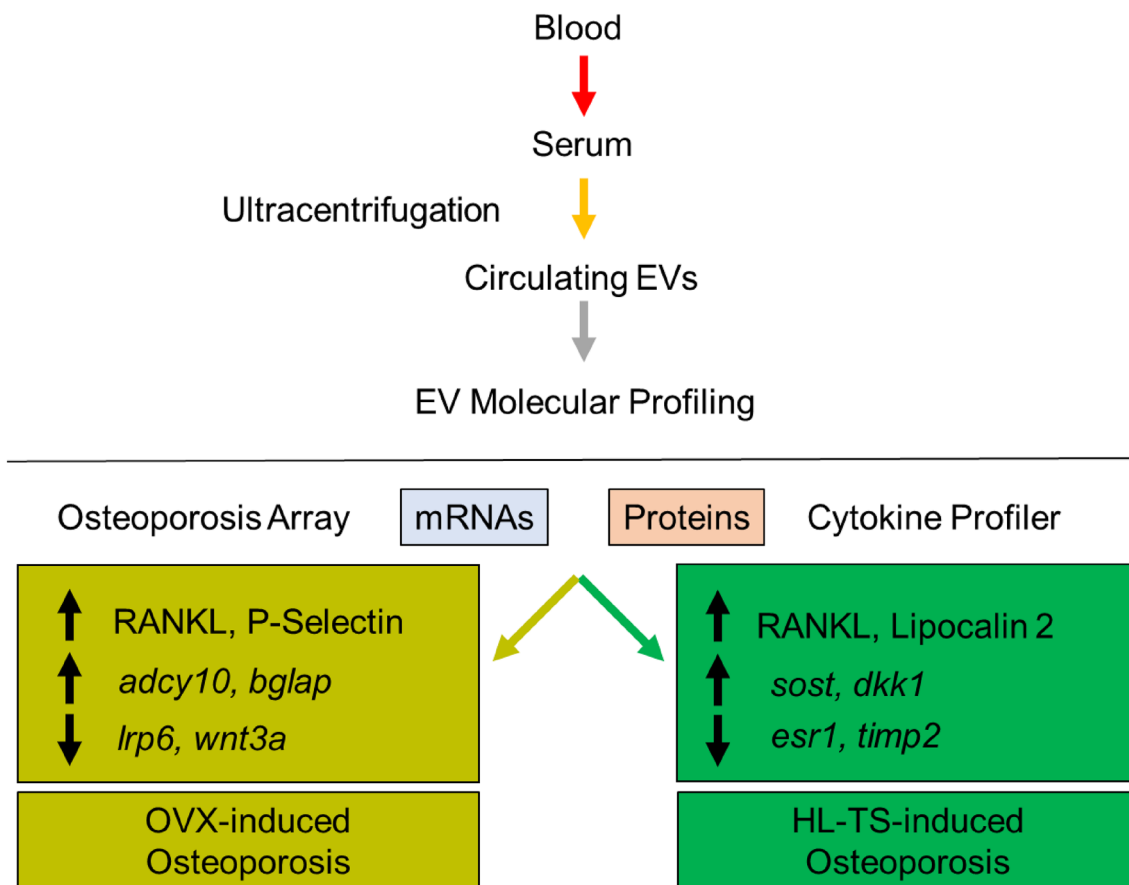 Blood
Serum
Ultracentrifugation
Circulating EVs
EV Molecular Profiling
Osteoporosis Array
mRNAs
Proteins
Cytokine Profiler
RANKL, P-Selectin
adcy10, bglap
lrp6, wnt3a
OVX-induced
Osteoporosis
RANKL, Lipocalin 2
sost, dkk1
esr1, timp2
HL-TS-induced
Osteoporosis